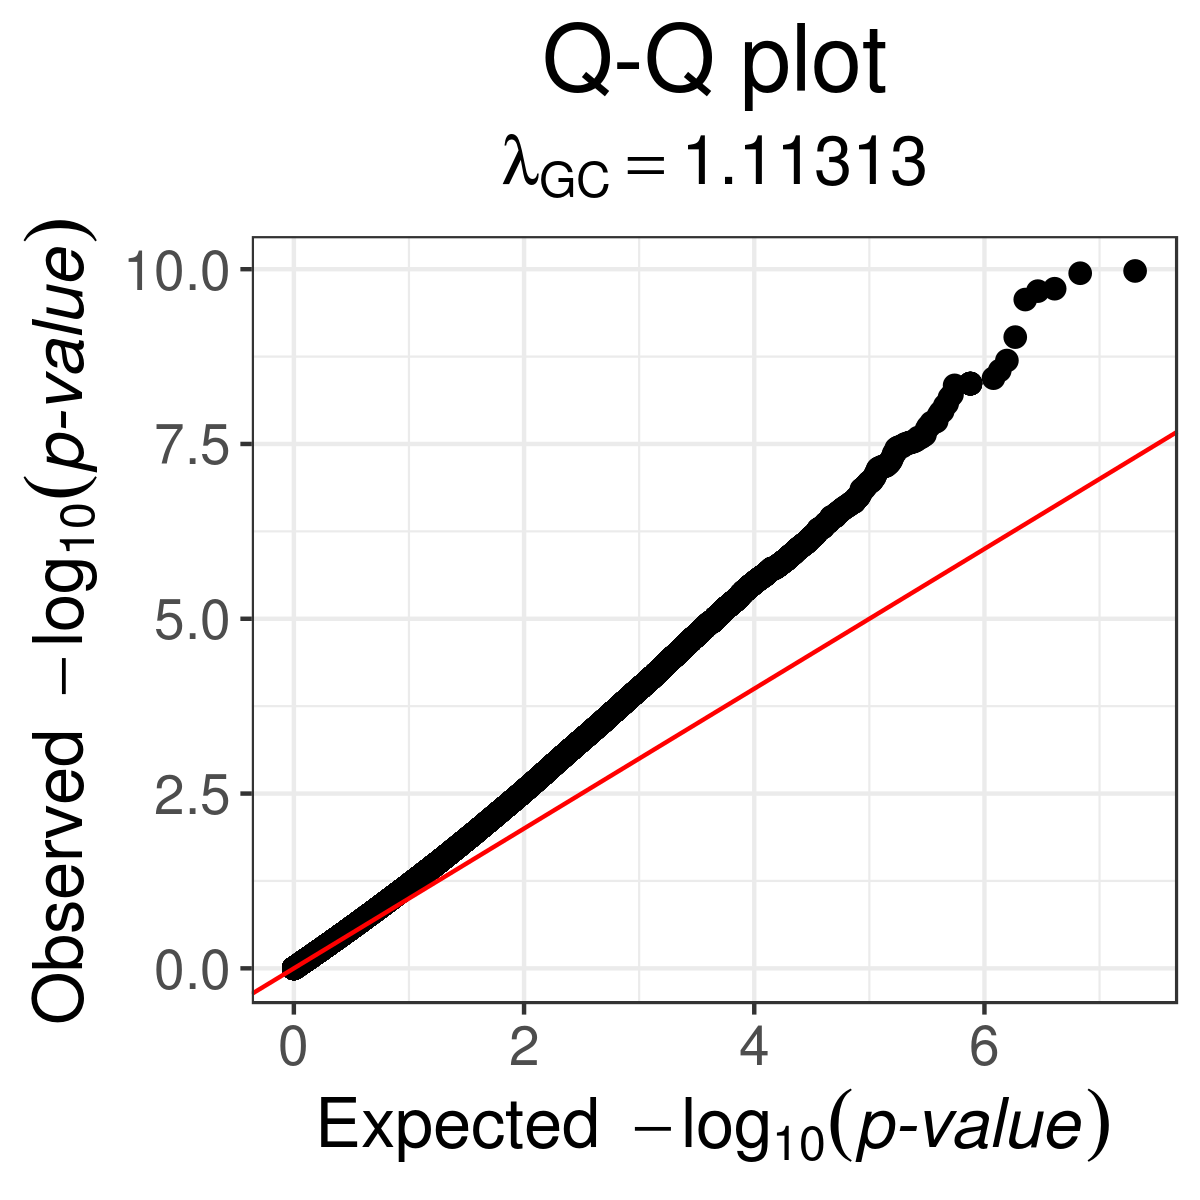 Q-Q plot
λGC = 1.11313
Observed −log10(p-value)
10.0
7.5
5.0
2.5
0.0
0 2 4 6
Expected −log10(p-value)